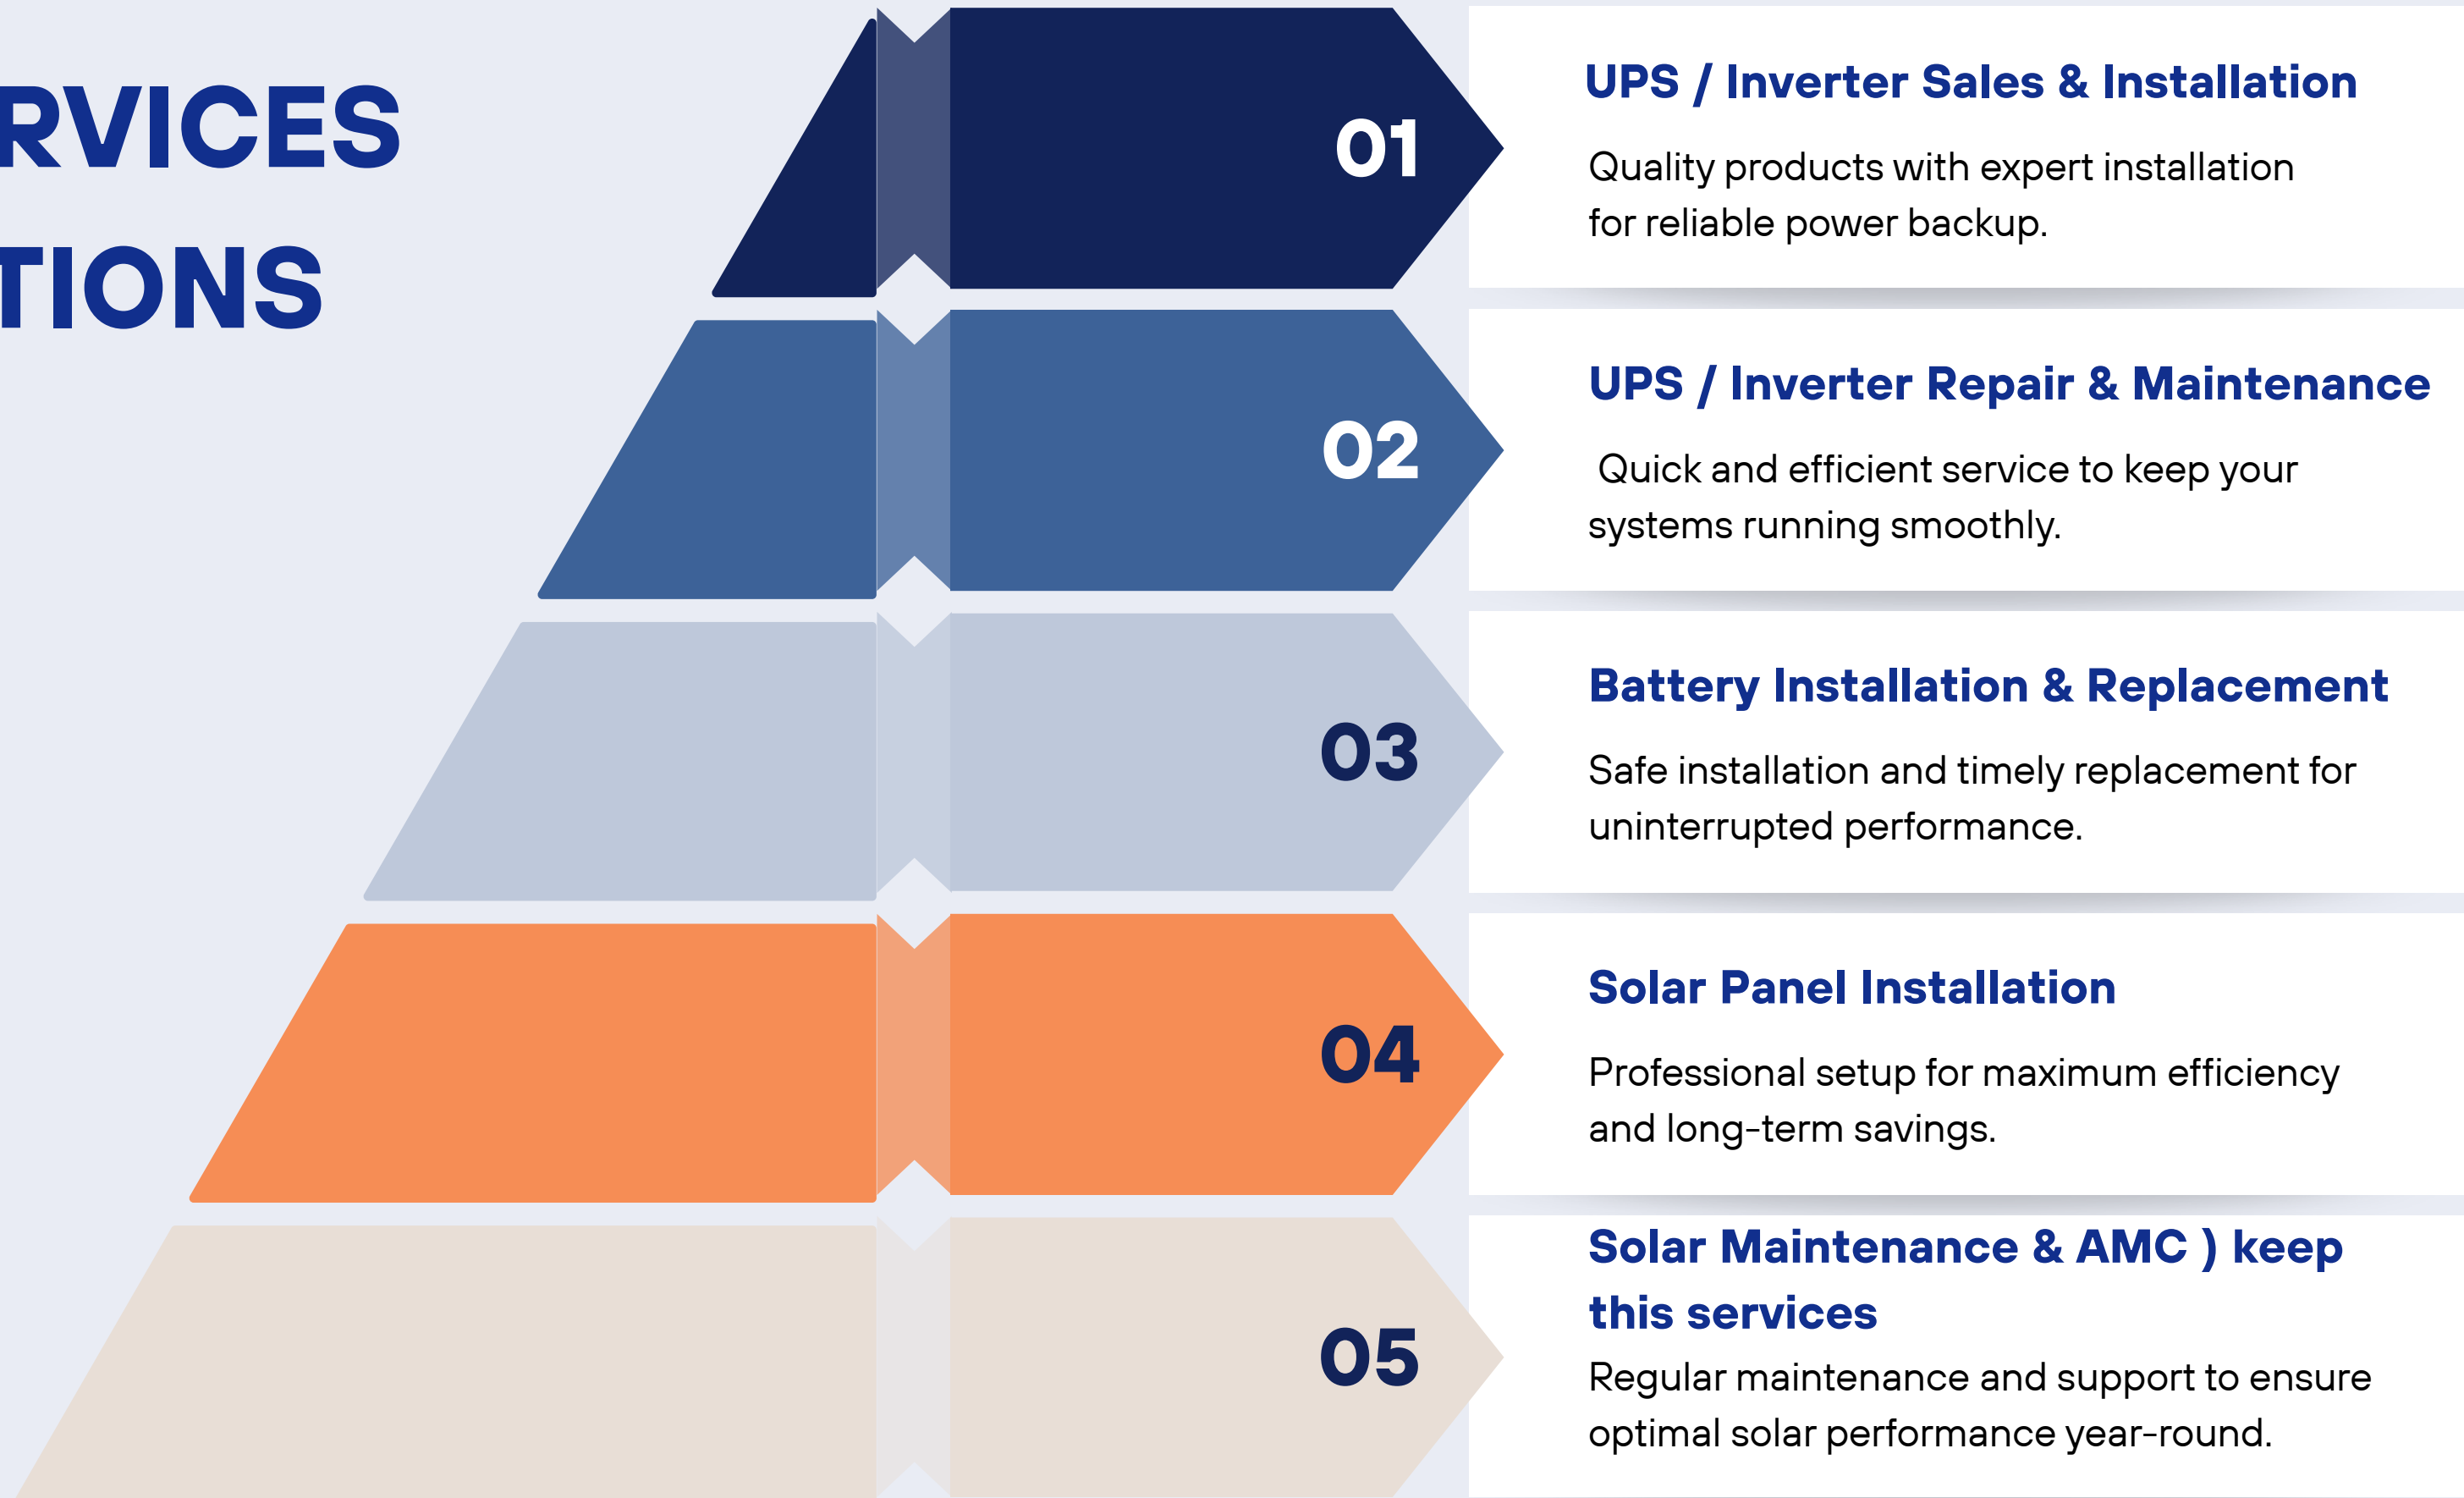 RVICES
TIONS
01
UPS / Inverter Sales & Installation
Quality products with expert installation
for reliable power backup.
02
UPS / Inverter Repair & Maintenance
Quick and efficient service to keep your
systems running smoothly.
03
Battery Installation & Replacement
Safe installation and timely replacement for
uninterrupted performance.
04
Solar Panel Installation
Professional setup for maximum efficiency
and long-term savings.
05
Solar Maintenance & AMC ) keep
this services
Regular maintenance and support to ensure
optimal solar performance year-round.